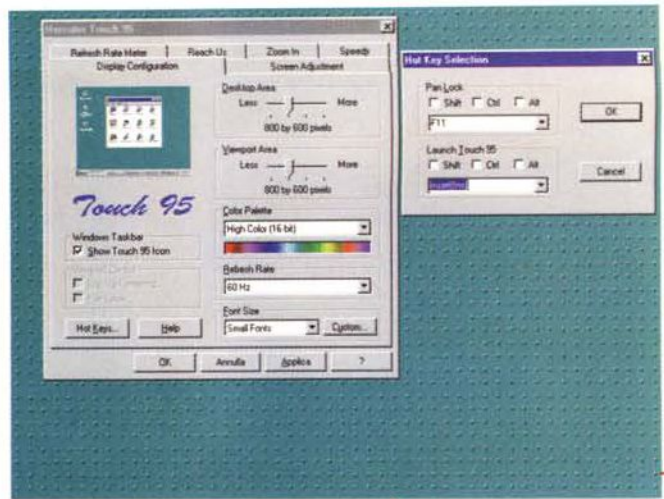 Hercules Touch 95
Refresh Rate Meter
Reach Us
Zoom In
Speedy
Display Configuration
Screen Adjustment
Touch 95
Windows Taskbar
Show Touch 95 Icon
Hot Keys...
Help
Desktop Area
Less
More
800 by 600 pixels
Viewport Area
Less
More
800 by 600 pixels
Color Palette
High Color (16 bit)
Refresh Rate
60 Hz
Font Size
Small Fonts
Custom...
OK
Annulla
Applica
?
Hot Key Selection
Pan Lock
Shift
Ctrl
Alt
F11
Launch Touch 95
Shift
Ctrl
Alt
OK
Cancel